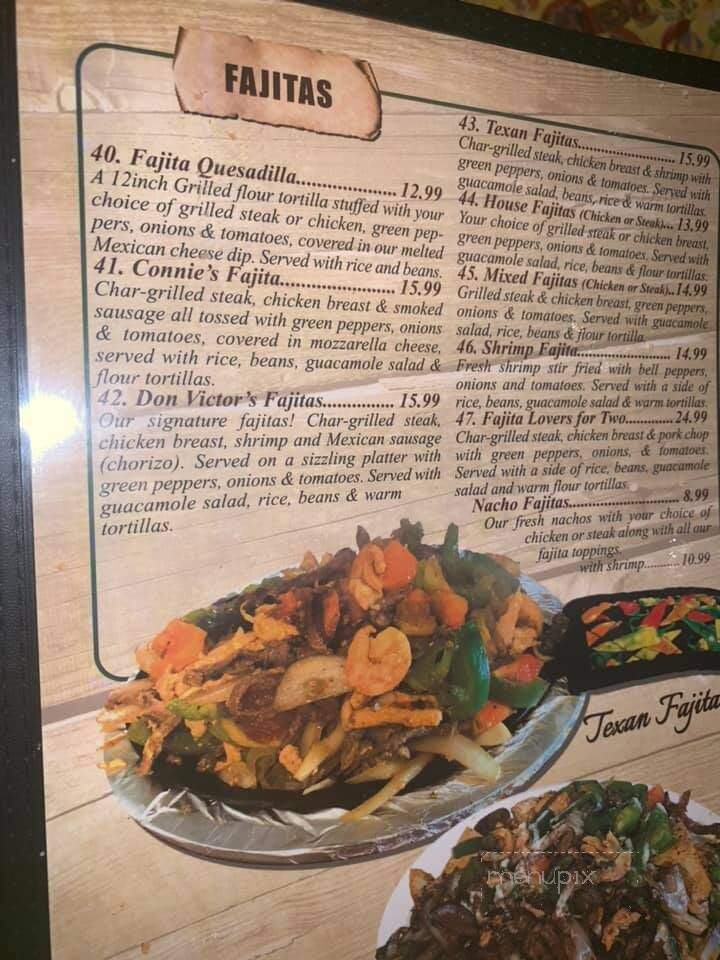 FAJITAS
40. Fajita Quesadilla.................... 12.99
A 12inch Grilled flour tortilla stuffed with your
choice of grilled steak or chicken, green pep-
pers, onions & tomatoes, covered in our melted
Mexican cheese dip. Served with rice and beans.
41. Connie's Fajita....................... 15.99
Char-grilled steak, chicken breast & smoked
sausage all tossed with green peppers, onions
& tomatoes, covered in mozzarella cheese,
served with rice, beans, guacamole salad &
flour tortillas.
42. Don Victor's Fajitas................ 15.99
Our signature fajitas! Char-grilled steak,
chicken breast, shrimp and Mexican sausage
(chorizo). Served on a sizzling platter with
green peppers, onions & tomatoes. Served with
guacamole salad, rice, beans & warm
tortillas.
43. Texan Fajitas........................ 15.99
Char-grilled steak, chicken breast & shrimp with
green peppers, onions & tomatoes. Served with
guacamole salad, beans, rice & warm tortillas.
44. House Fajitas (Chicken or Steak)... 13.99
Your choice of grilled steak or chicken breast,
green peppers, onions & tomatoes. Served with
guacamole salad, rice, beans & flour tortillas.
45. Mixed Fajitas (Chicken or Steak).. 14.99
Grilled steak & chicken breast, green peppers,
onions & tomatoes. Served with guacamole
salad, rice, beans & flour tortilla.
46. Shrimp Fajita........................ 14.99
Fresh shrimp stir fried with bell peppers,
onions and tomatoes. Served with a side of
rice, beans, guacamole salad & warm tortillas.
47. Fajita Lovers for Two............. 24.99
Char-grilled steak, chicken breast & pork chop
with green peppers, onions, & tomatoes.
Served with a side of rice, beans, guacamole
salad and warm flour tortillas.
Nacho Fajitas............................ 8.99
Our fresh nachos with your choice of
chicken or steak along with all our
fajita toppings.
with shrimp........... 10.99
Texan Fajita
menupix